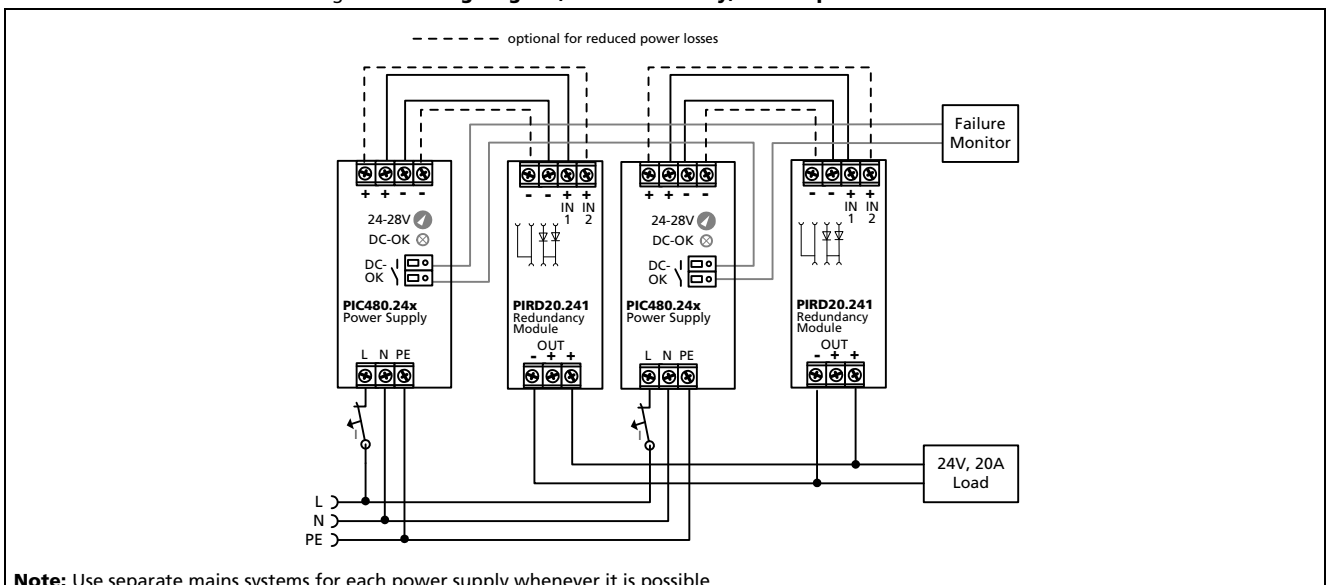 optional for reduced power losses
Failure
Monitor
+ + - -
24-28V
DC-OK
DC-
OK
PIC480.24x
Power Supply
L N PE
- - + +
IN IN
1 2
PIRD20.241
Redundancy
Module
OUT
- + +
+ + - -
24-28V
DC-OK
DC-
OK
PIC480.24x
Power Supply
L N PE
- - + +
IN IN
1 2
PIRD20.241
Redundancy
Module
OUT
- + +
I
I
24V, 20A
Load
L
N
PE
Note: Use separate mains systems for each power supply whenever it is possible